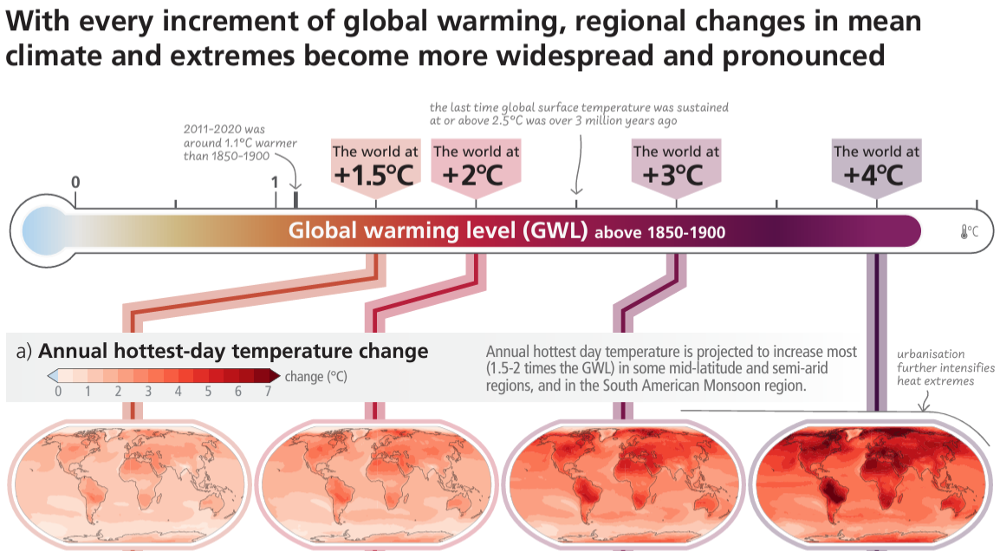 With every increment of global warming, regional changes in mean
climate and extremes become more widespread and pronounced
the last time global surface temperature was sustained
at or above 2.5°C was over 3 million years ago
2011-2020 was
around 1.1°C warmer
than 1850-1900
The world at
+1.5°C
The world at
+2°C
The world at
+3°C
The world at
+4°C
0
1
Global warming level (GWL) above 1850-1900
°C
a) Annual hottest-day temperature change
change (°C)
0 1 2 3 4 5 6 7
Annual hottest day temperature is projected to increase most
(1.5-2 times the GWL) in some mid-latitude and semi-arid
regions, and in the South American Monsoon region.
urbanisation
further intensifies
heat extremes